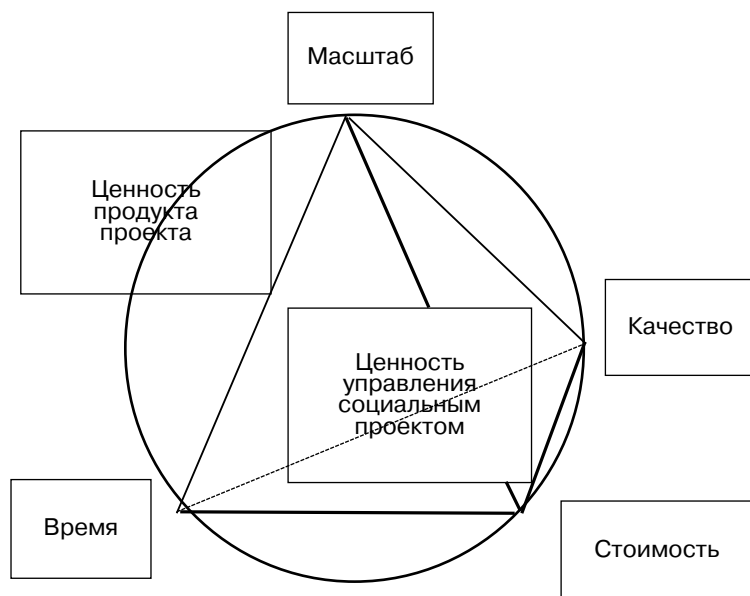 Масштаб
Ценность
продукта
проекта
Качество
Ценность
управления
социальным
проектом
Время
Стоимость